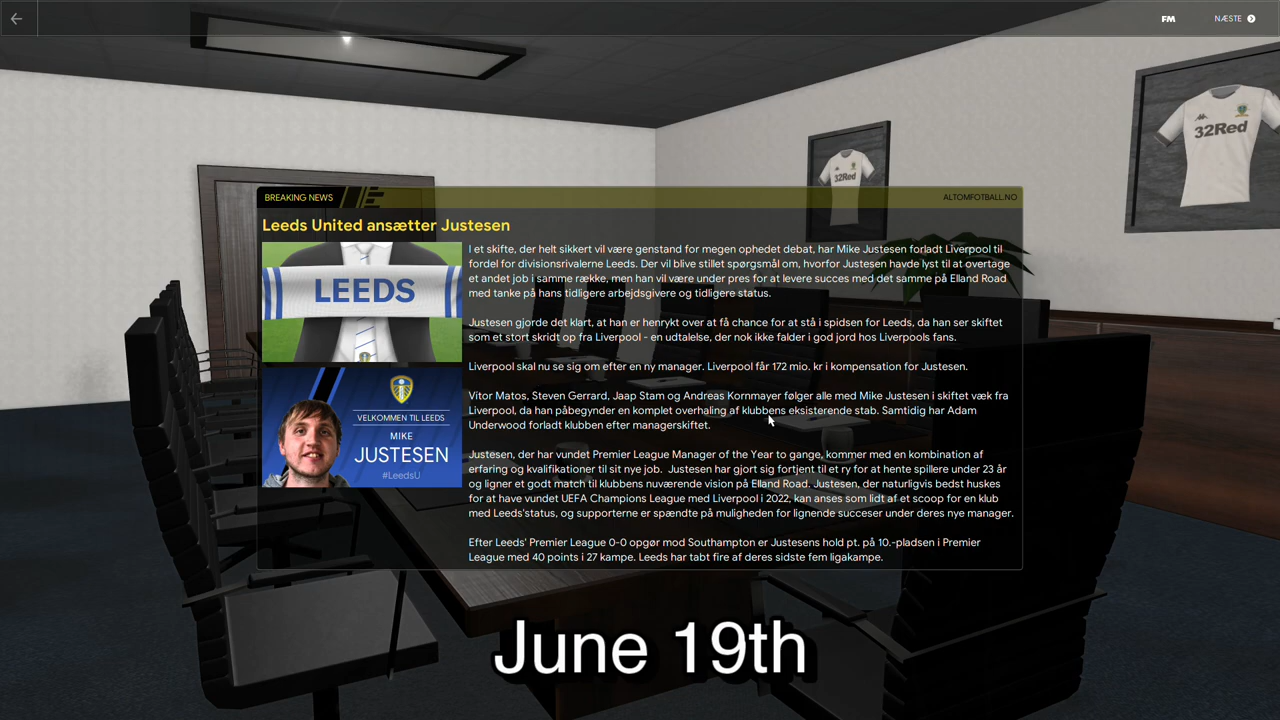 FM
NÆSTE
32Red
32Red
BREAKING NEWS
ALTOMFOTBALL.NO
Leeds United ansætter Justesen
LEEDS
VELKOMMEN TIL LEEDS
MIKE
JUSTESEN
#LeedsU
I et skifte, der helt sikkert vil være genstand for megen ophedet debat, har Mike Justesen forladt Liverpool til
fordel for divisionsrivalerne Leeds. Der vil blive stillet spørgsmål om, hvorfor Justesen havde lyst til at overtage
et andet job i samme række, men han vil være under pres for at levere succes med det samme på Elland Road
med tanke på hans tidligere arbejdsgivere og tidligere status.
Justesen gjorde det klart, at han er henrykt over at få chance for at stå i spidsen for Leeds, da han ser skiftet
som et stort skridt op fra Liverpool - en udtalelse, der nok ikke falder i god jord hos Liverpools fans.
Liverpool skal nu se sig om efter en ny manager. Liverpool får 172 mio. kr i kompensation for Justesen.
Vítor Matos, Steven Gerrard, Jaap Stam og Andreas Kornmayer følger alle med Mike Justesen i skiftet væk fra
Liverpool, da han påbegynder en komplet overhaling af klubbens eksisterende stab. Samtidig har Adam
Underwood forladt klubben efter managerskiftet.
Justesen, der har vundet Premier League Manager of the Year to gange, kommer med en kombination af
erfaring og kvalifikationer til sit nye job. Justesen har gjort sig fortjent til et ry for at hente spillere under 23 år
og ligner et godt match til klubbens nuværende vision på Elland Road. Justesen, der naturligvis bedst huskes
for at have vundet UEFA Champions League med Liverpool i 2022, kan anses som lidt af et scoop for en klub
med Leeds'status, og supporterne er spændte på muligheden for lignende succeser under deres nye manager.
Efter Leeds' Premier League 0-0 opgør mod Southampton er Justesens hold pt. på 10.-pladsen i Premier
League med 40 points i 27 kampe. Leeds har tabt fire af deres sidste fem ligakampe.
June 19th